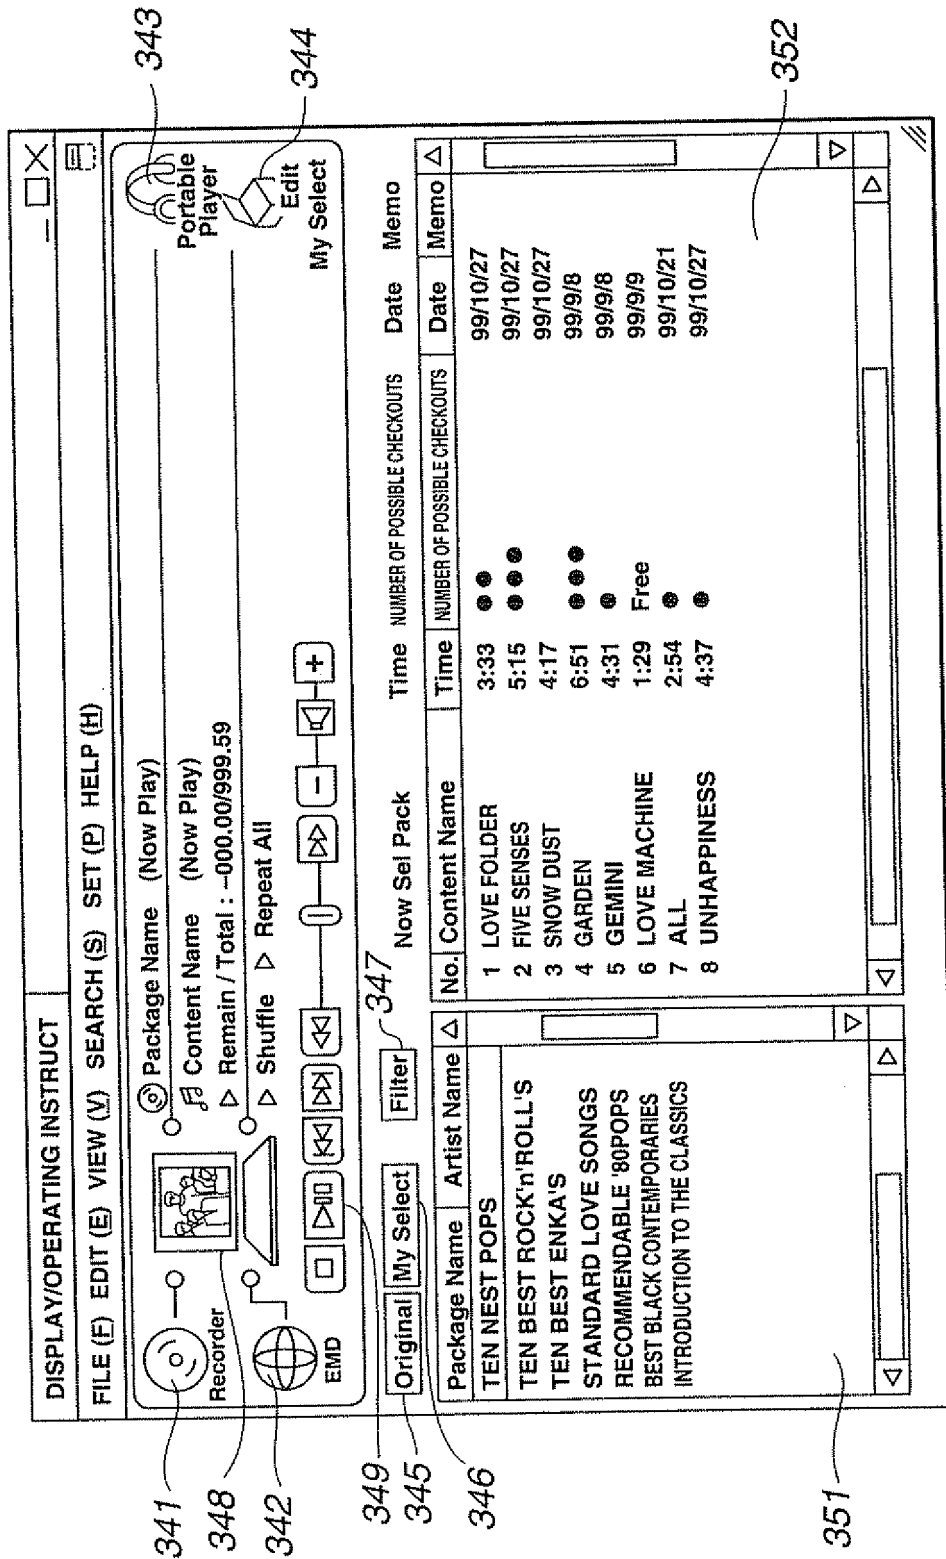 DISPLAY/OPERATING INSTRUCT
FILE (F) EDIT (E) VIEW (V) SEARCH (S) SET (P) HELP (H)
Package Name (Now Play)
Content Name (Now Play)
Remain / Total : –000.00/999.59
Shuffle ▷ Repeat All
Recorder
EMD
Portable
Player
Edit
My Select
343
344
341
348
342
349
345
346
347
351
352
Original My Select Filter
Now Sel Pack Time NUMBER OF POSSIBLE CHECKOUTS Date Memo
Package Name Artist Name
TEN NEST POPS
TEN BEST ROCK'n'ROLL'S
TEN BEST ENKA'S
STANDARD LOVE SONGS
RECOMMENDABLE '80POPS
BEST BLACK CONTEMPORARIES
INTRODUCTION TO THE CLASSICS
No. Content Name Time NUMBER OF POSSIBLE CHECKOUTS Date Memo
1 LOVE FOLDER 3:33 ●● 99/10/27
2 FIVE SENSES 5:15 ●●● 99/10/27
3 SNOW DUST 4:17 99/10/27
4 GARDEN 6:51 ●●● 99/9/8
5 GEMINI 4:31 ● 99/9/8
6 LOVE MACHINE 1:29 Free 99/9/9
7 ALL 2:54 ● 99/10/21
8 UNHAPPINESS 4:37 ● 99/10/27